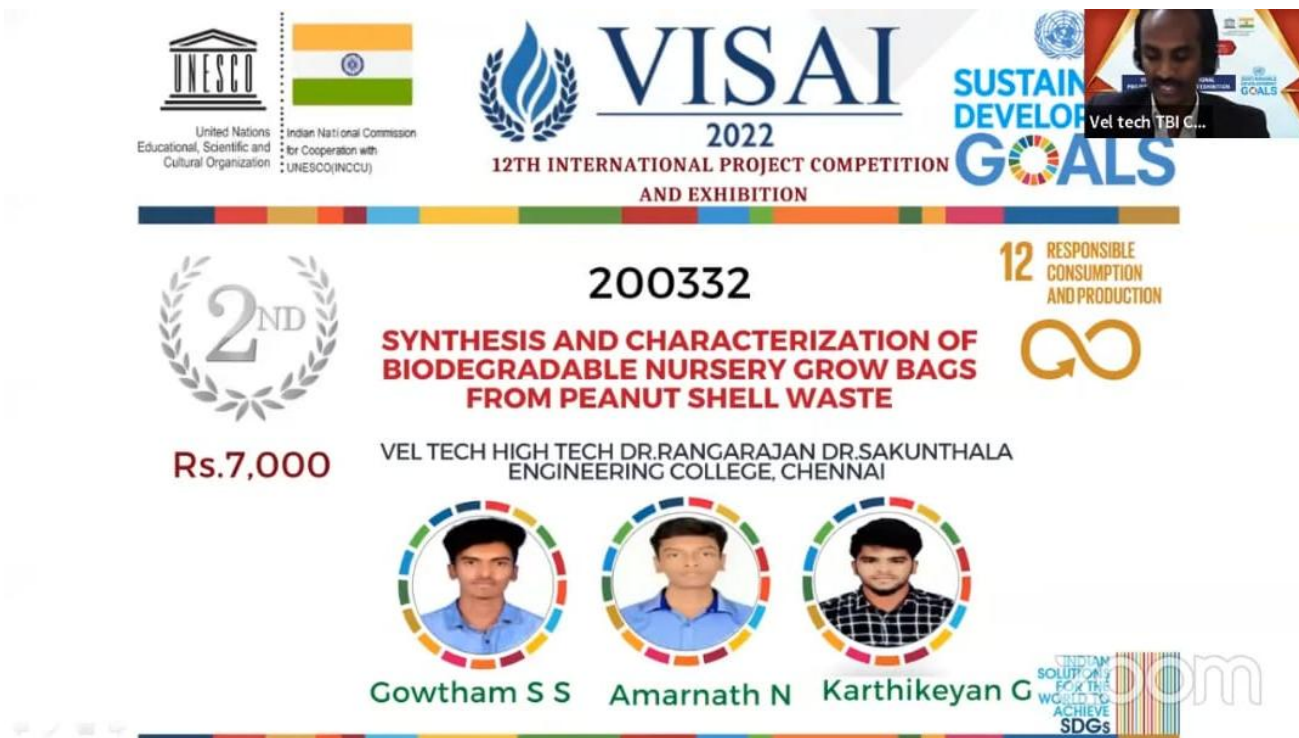 UNESCO
United Nations
Educational, Scientific and
Cultural Organization
Indian National Commission
for Cooperation with
UNESCO(INCCU)
VISAI
2022
12TH INTERNATIONAL PROJECT COMPETITION
AND EXHIBITION
GOALS
Vel tech TBI C...
GOALS
2ND
Rs.7,000
200332
SYNTHESIS AND CHARACTERIZATION OF
BIODEGRADABLE NURSERY GROW BAGS
FROM PEANUT SHELL WASTE
VEL TECH HIGH TECH DR.RANGARAJAN DR.SAKUNTHALA
ENGINEERING COLLEGE, CHENNAI
12 RESPONSIBLE
CONSUMPTION
AND PRODUCTION
Gowtham S S
Amarnath N
Karthikeyan G
INDIAN
SOLUTIONS
FOR THE
WORLD TO
ACHIEVE
SDGs
zoom